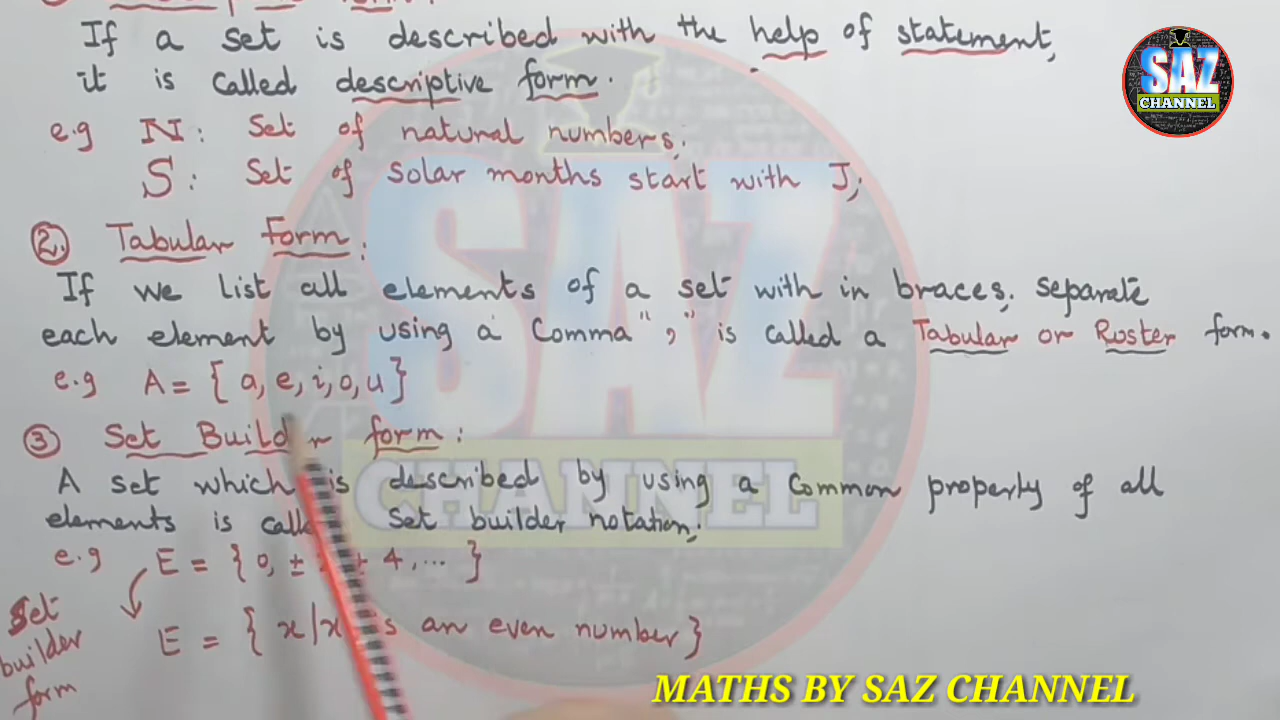 If a set is described with the help of statement,
it is called descriptive form.
e.g N: Set of natural numbers.
S: Set of solar months start with J,
2. Tabular Form:
If we list all elements of a set with in braces. separate
each element by using a comma "," is called a Tabular or Roster form.
e.g A = { a, e, i, o, u }
3 Set Builder form:
A set which is described by using a common property of all
elements is set builder notation.
e.g E = { 0, ± ± 4, ... }
Set builder form
E = { x/x is an even number }
SAZ
CHANNEL
SAZ
CHANNEL
MATHS BY SAZ CHANNEL